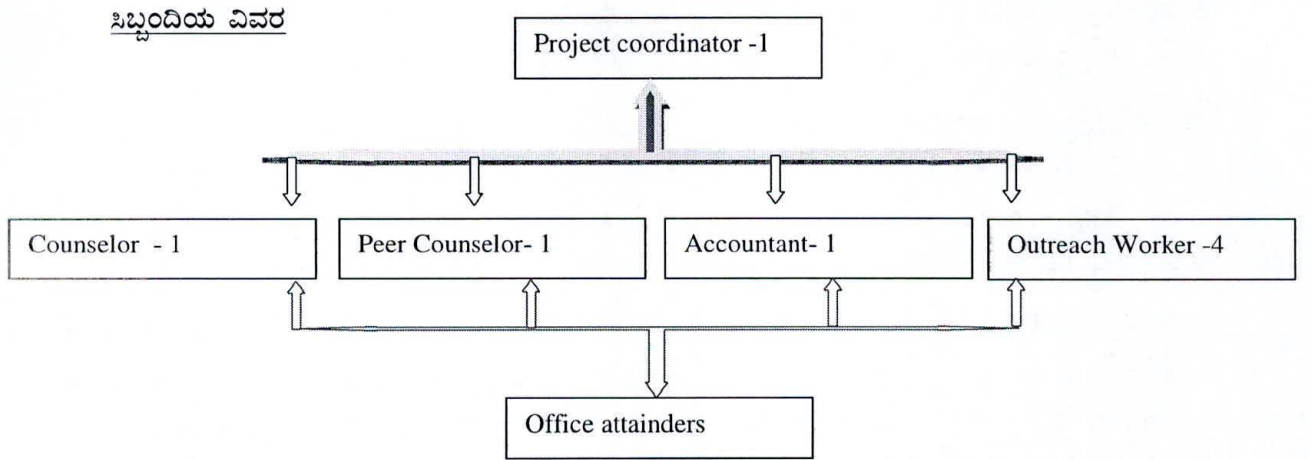 ಸಿಬ್ಬಂದಿಯ ವಿವರ
Project coordinator -1
Counselor - 1
Peer Counselor- 1
Accountant- 1
Outreach Worker -4
Office attainders